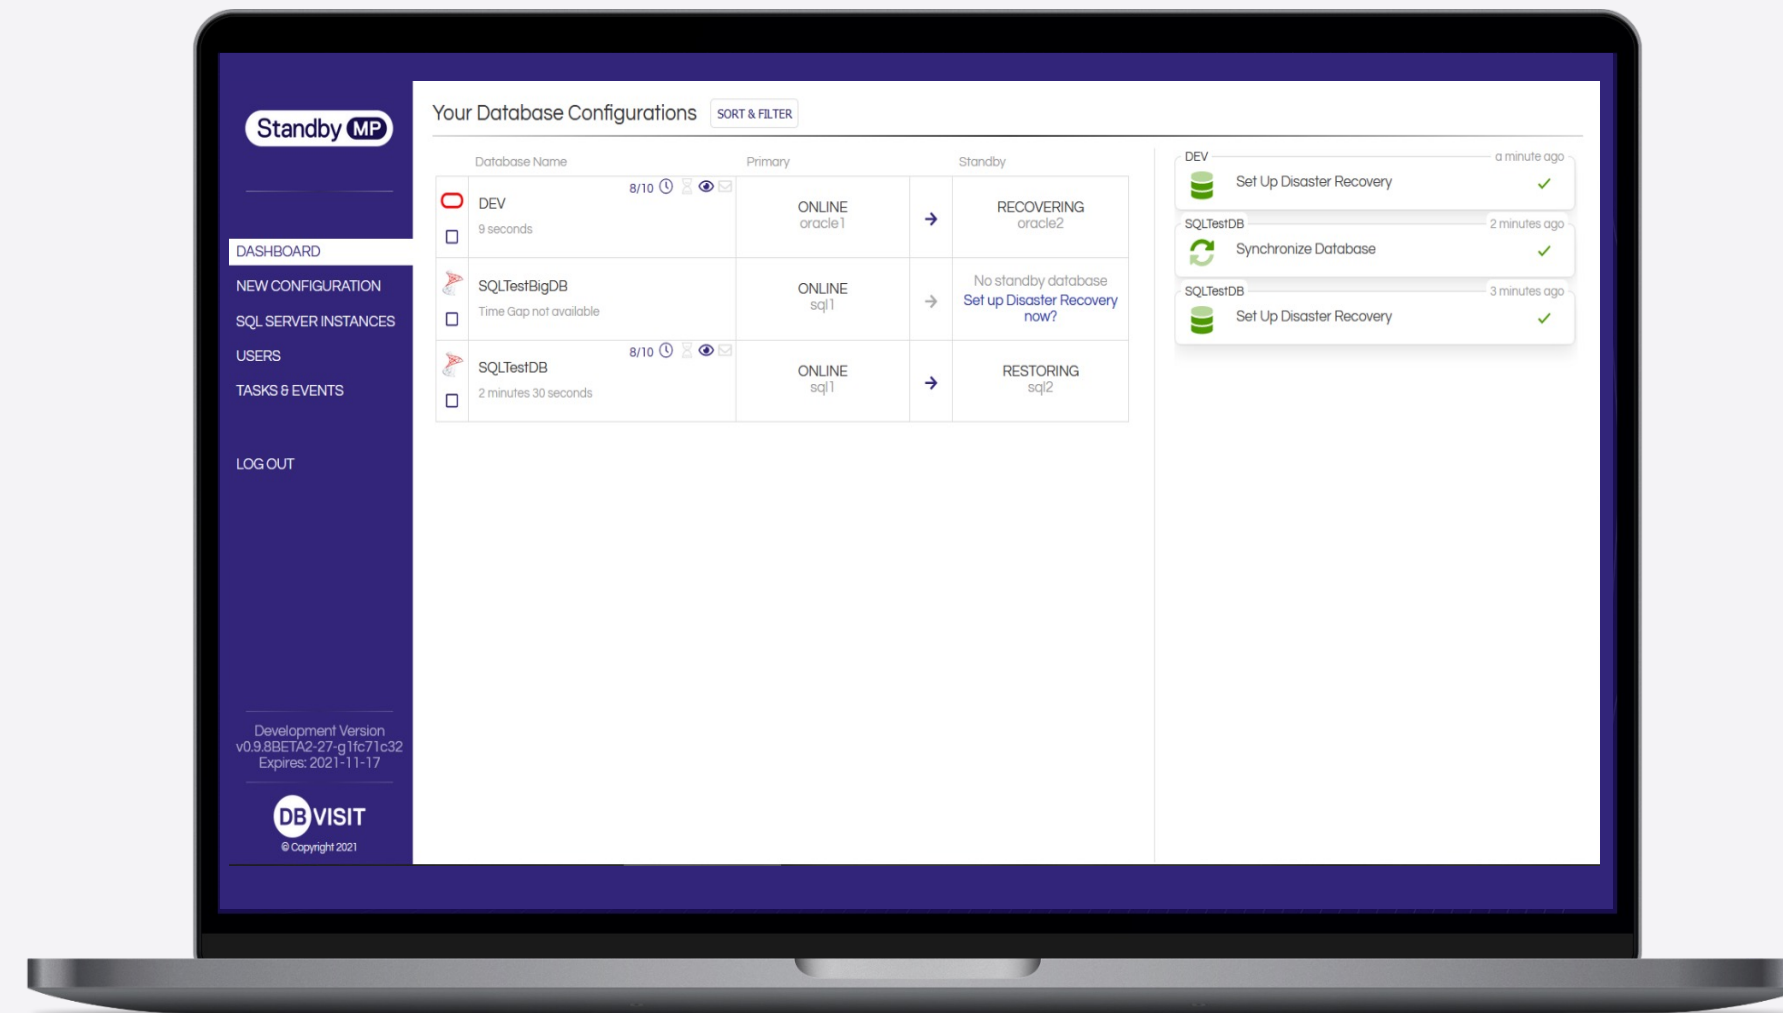 Standby MP
DASHBOARD
NEW CONFIGURATION
SQL SERVER INSTANCES
USERS
TASKS & EVENTS
LOG OUT
Development Version
v0.9.8BETA2-27-g1fc71c32
Expires: 2021-11-17
DBVISIT
© Copyright 2021
Your Database Configurations SORT & FILTER
Database Name Primary Standby
8/10
DEV
9 seconds
ONLINE
oracle1
RECOVERING
oracle2
SQLTestBigDB
Time Gap not available
ONLINE
sql1
No standby database
Set up Disaster Recovery
now?
8/10
SQLTestDB
2 minutes 30 seconds
ONLINE
sql1
RESTORING
sql2
DEV a minute ago
Set Up Disaster Recovery
SQLTestDB 2 minutes ago
Synchronize Database
SQLTestDB 3 minutes ago
Set Up Disaster Recovery